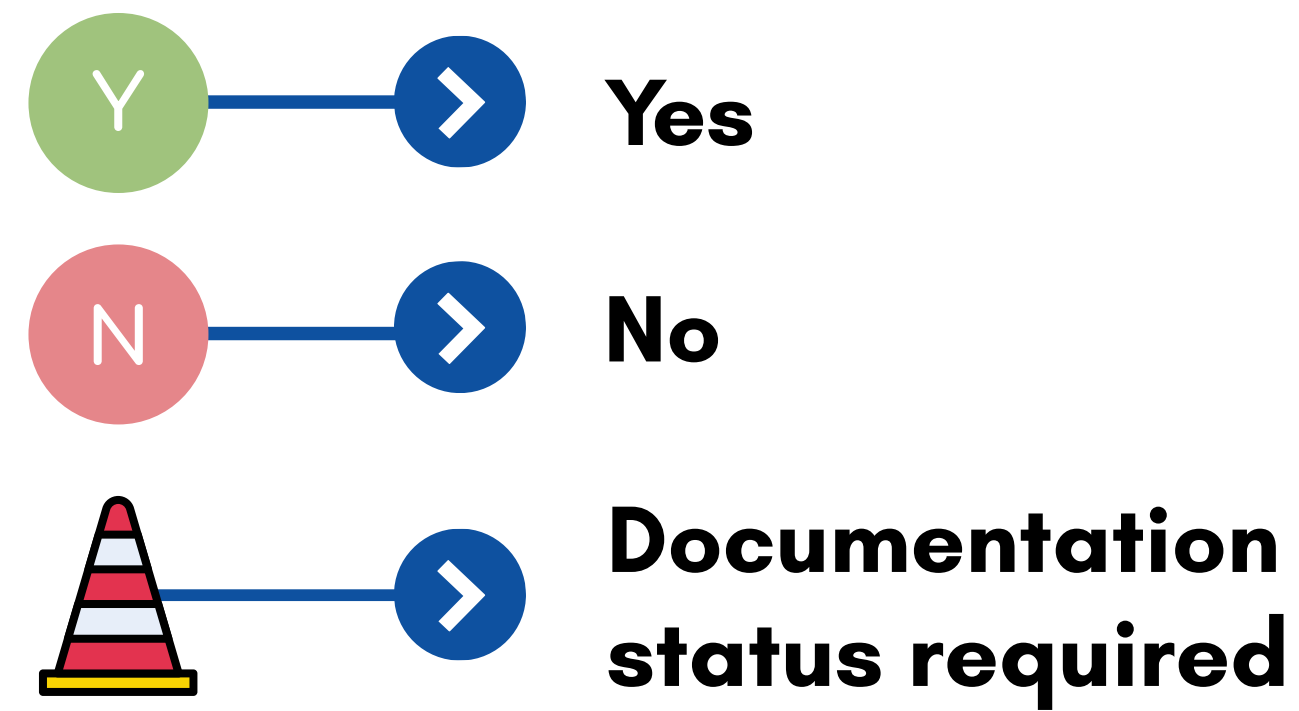 Y
Yes
N
No
Documentation
status required